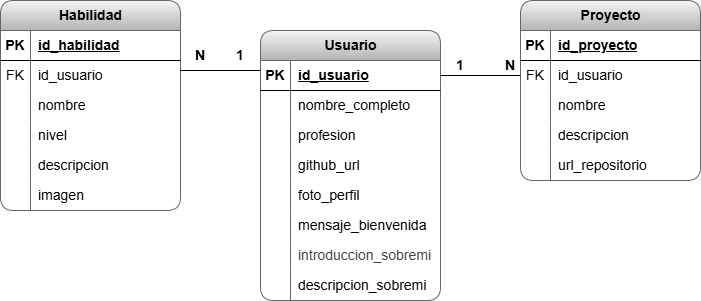 Habilidad
PK id_habilidad
FK id_usuario
nombre
nivel
descripcion
imagen
N 1
Usuario
PK id_usuario
nombre_completo
profesion
github_url
foto_perfil
mensaje_bienvenida
introduccion_sobremi
descripcion_sobremi
1 N
Proyecto
PK id_proyecto
FK id_usuario
nombre
descripcion
url_repositorio